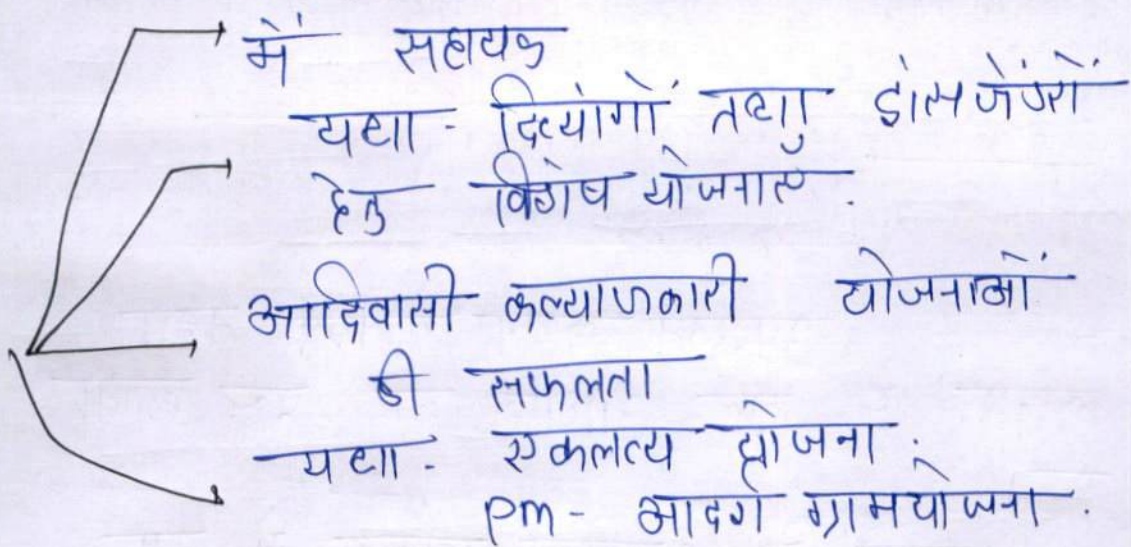 में सहायक
यथा दिव्यांगों तथा ट्रांसजेंडरों
हेतु विशेष योजनाएं.
आदिवासी कल्याणकारी योजनाओं
की सफलता
यथा - एकलव्य योजना.
PM - आदर्श ग्रामयोजना.